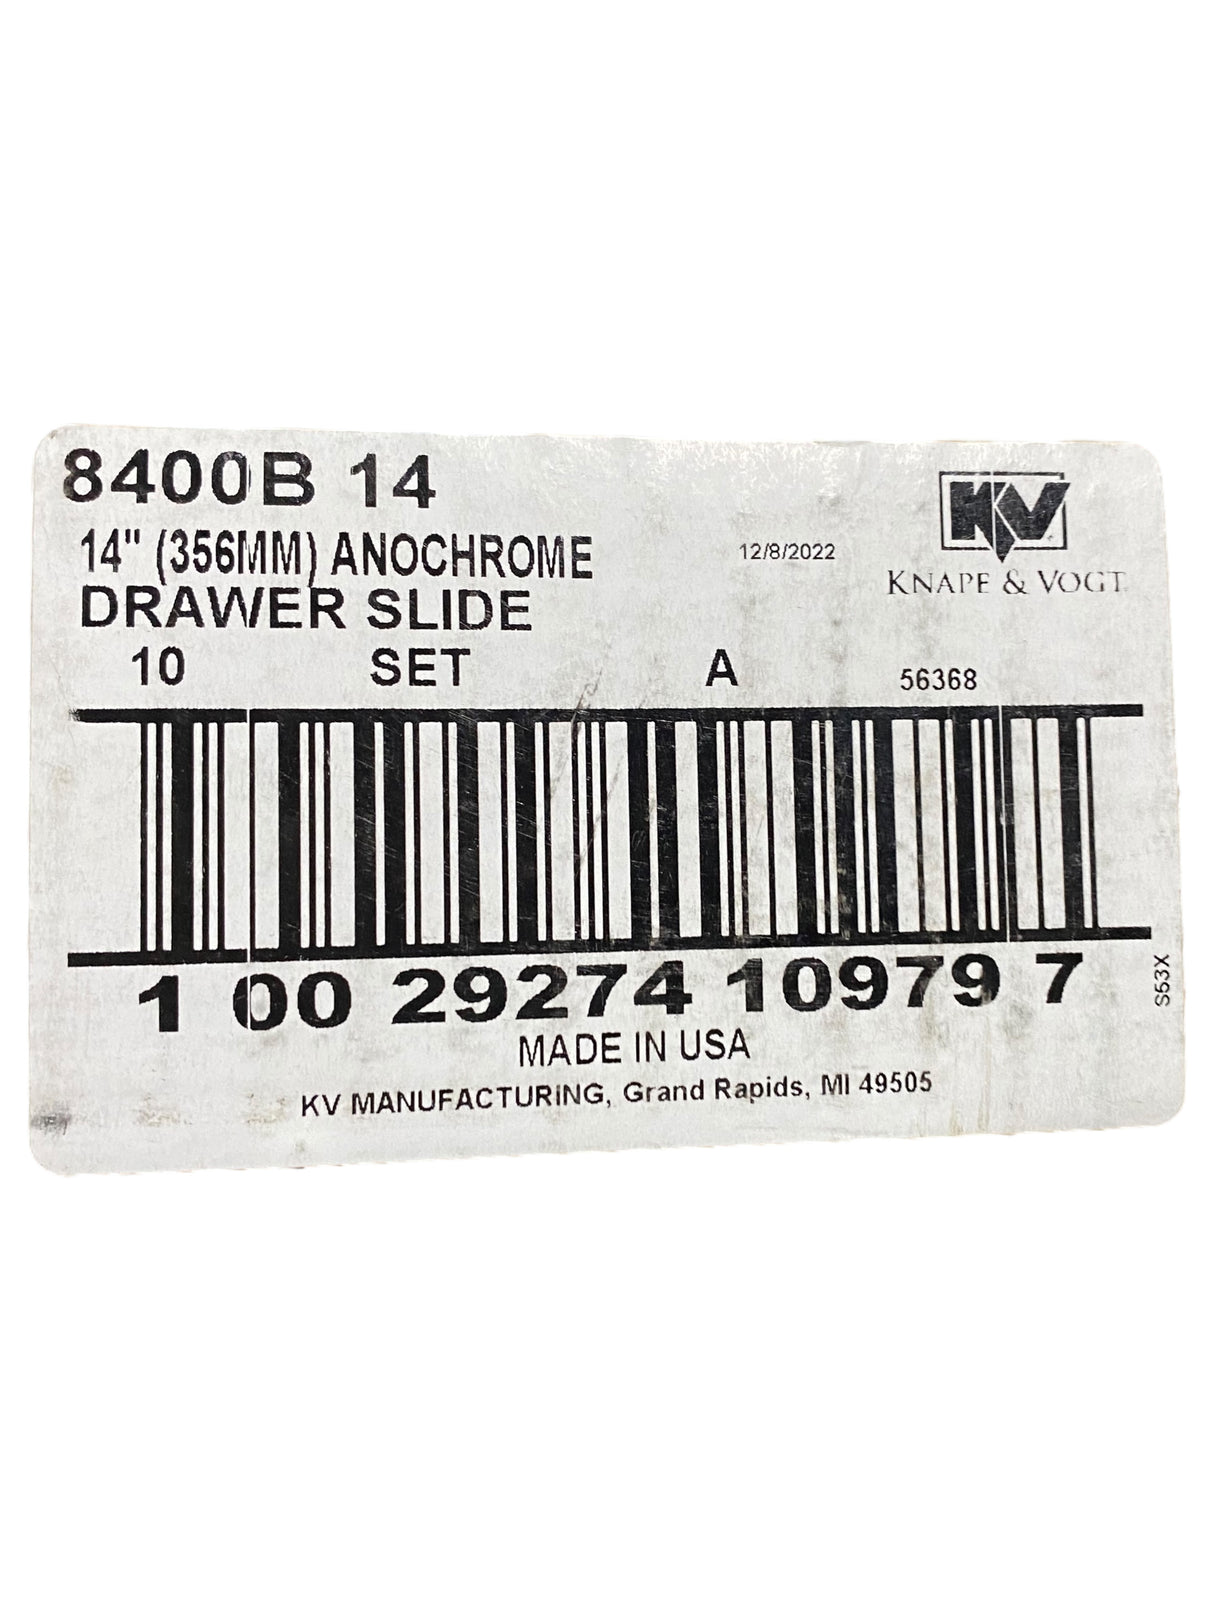 8400B 14
14" (356MM) ANOCHROME
DRAWER SLIDE
12/8/2022
KV
KNAPE & VOGT
10 SET A 56368
1 00 29274 10979 7
S53X
MADE IN USA
KV MANUFACTURING, Grand Rapids, MI 49505